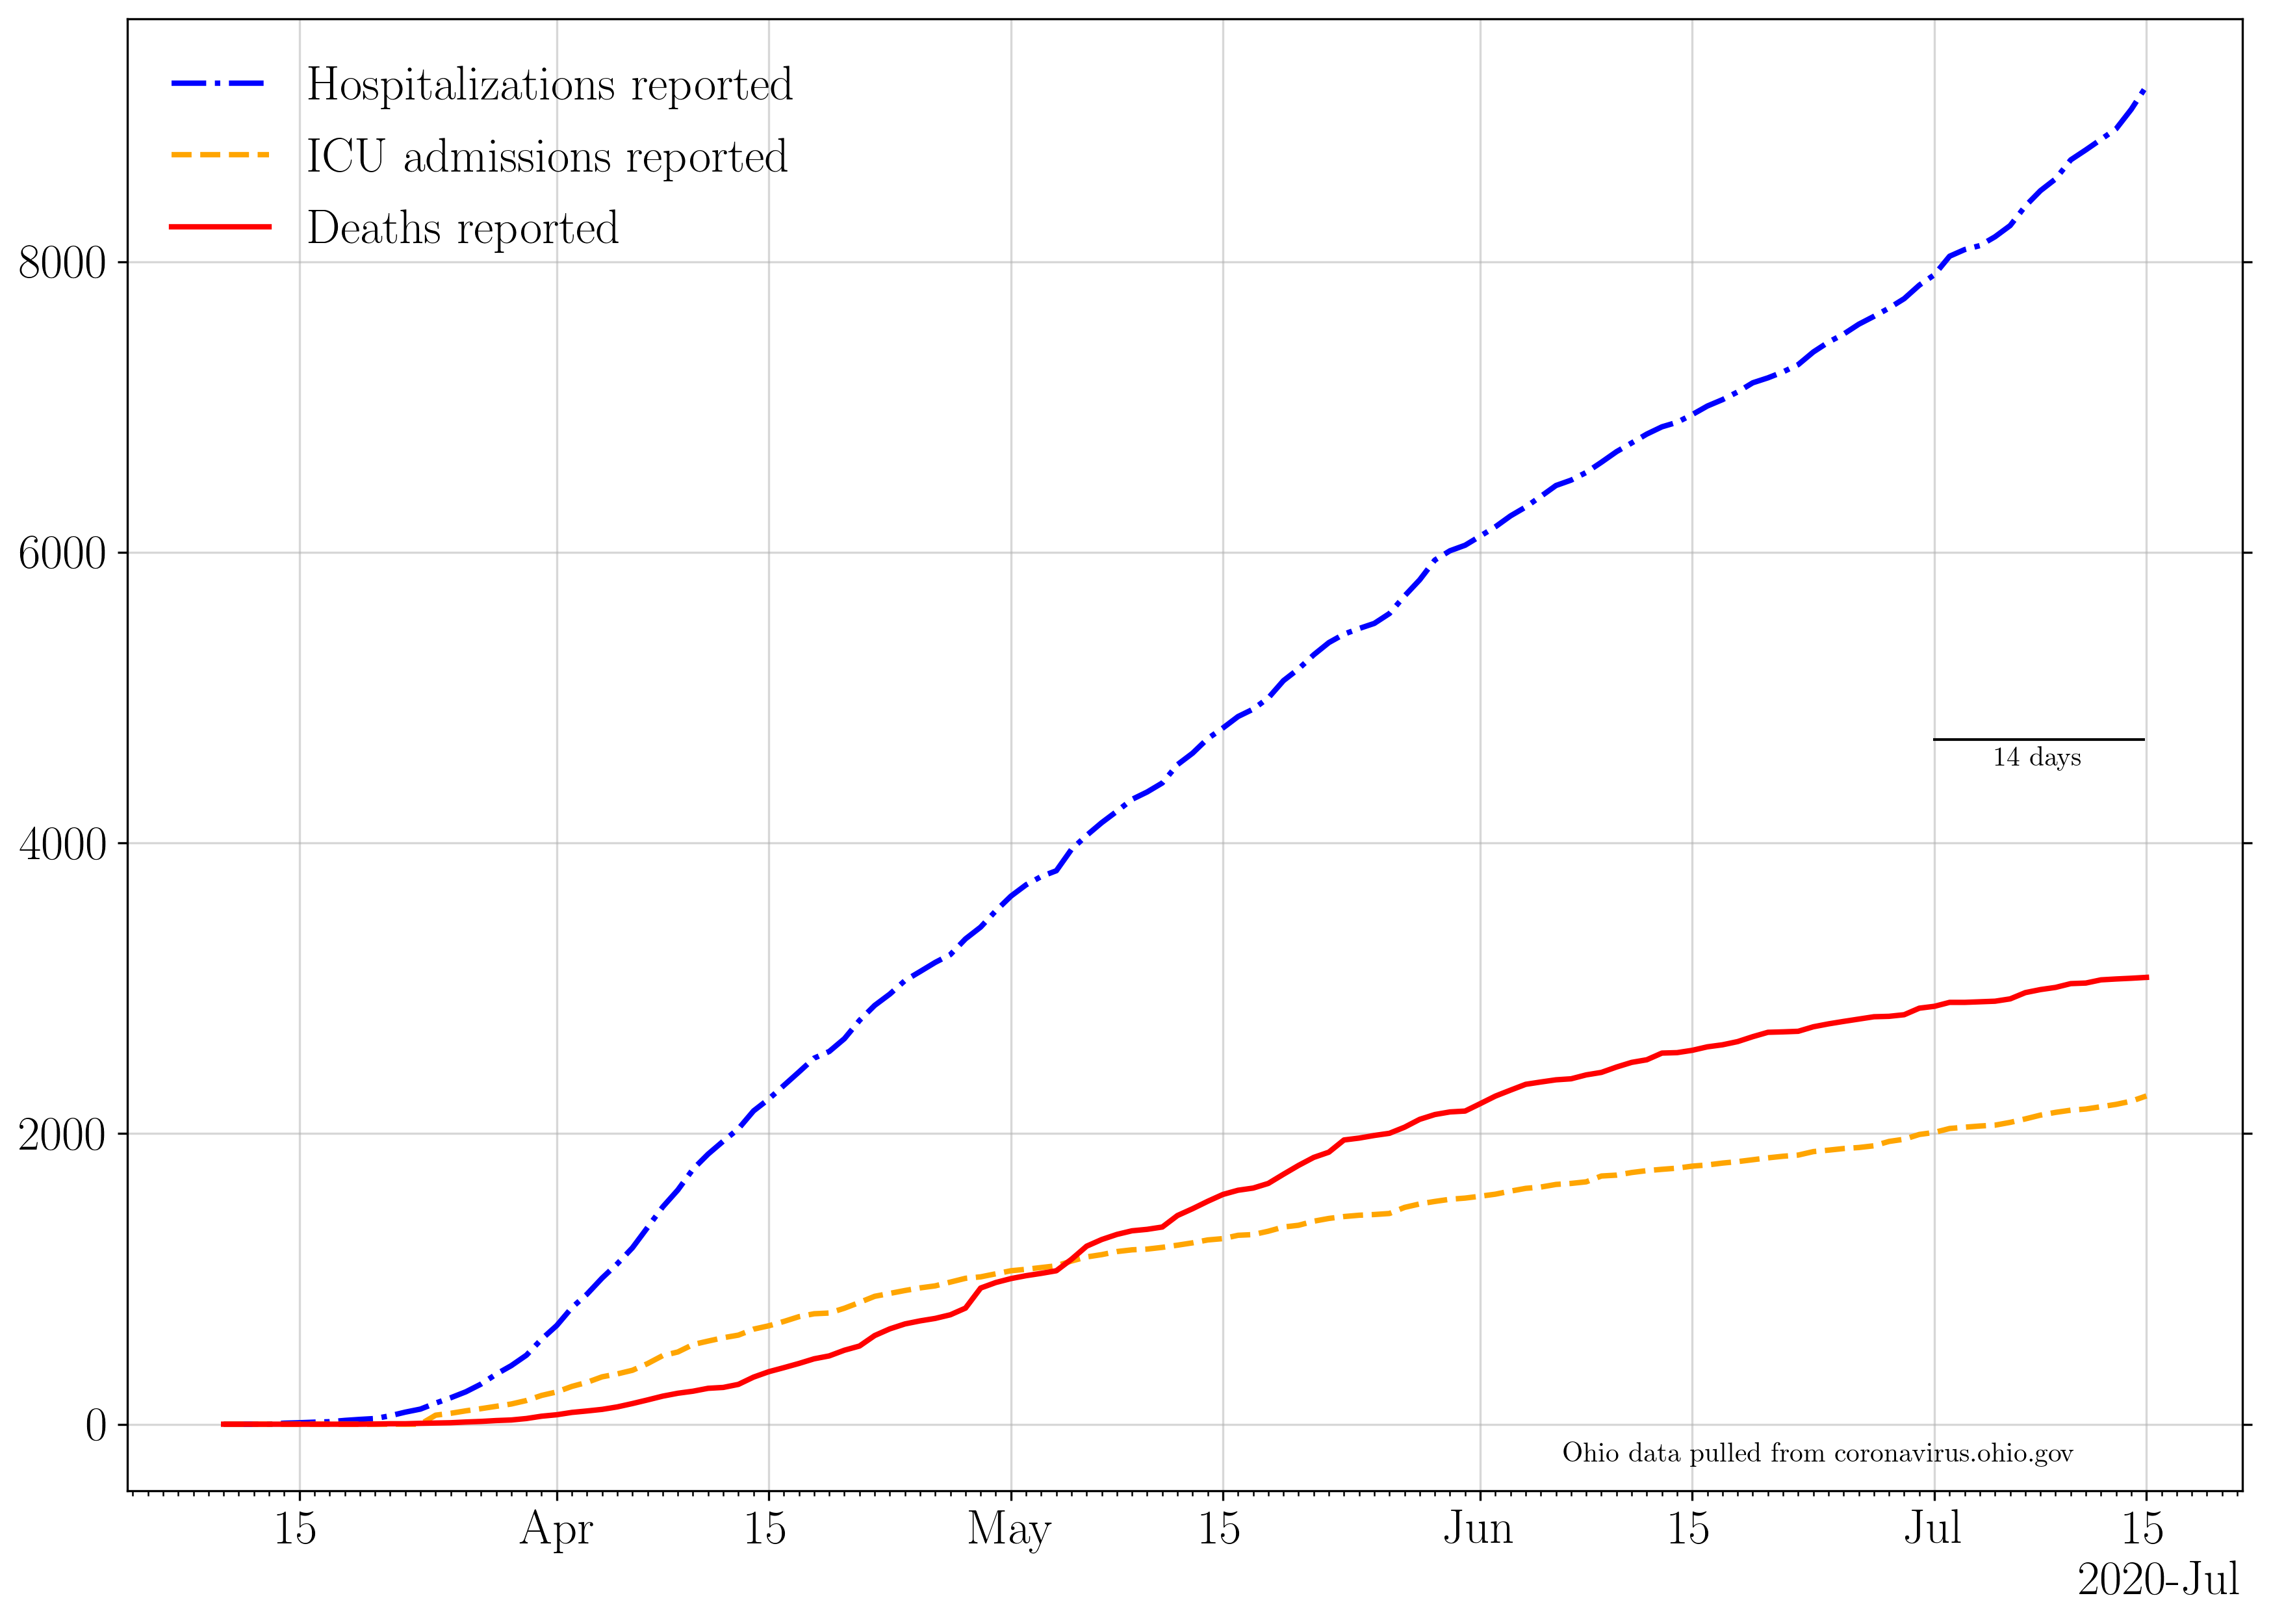 Hospitalizations reported
ICU admissions reported
Deaths reported
8000
6000
4000
2000
0
14 days
Ohio data pulled from coronavirus.ohio.gov
15 Apr 15 May 15 Jun 15 Jul 15
2020-Jul